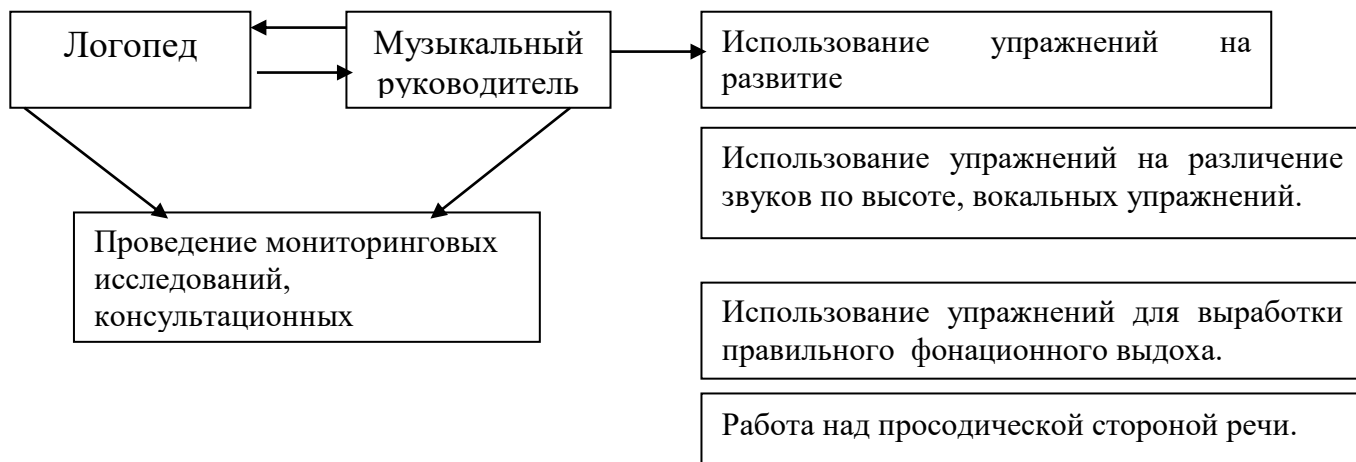 Логопед
Музыкальный
руководитель
Использование упражнений на
развитие
Использование упражнений на различение
звуков по высоте, вокальных упражнений.
Проведение мониторинговых
исследований,
консультационных
Использование упражнений для выработки
правильного фонационного выдоха.
Работа над просодической стороной речи.